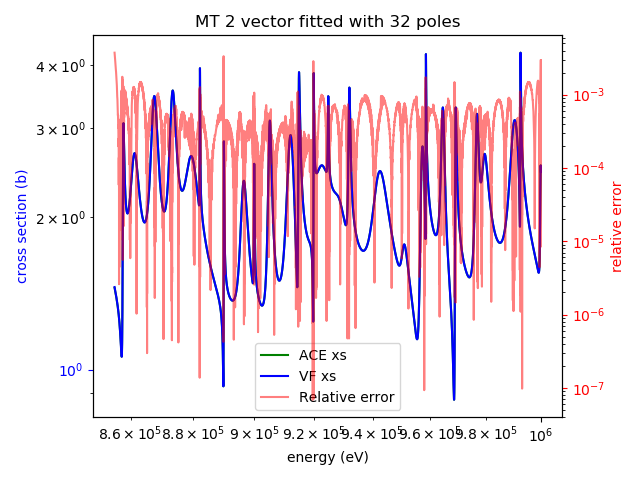 MT 2 vector fitted with 32 poles
4 × 10⁰
3 × 10⁰
2 × 10⁰
10⁰
cross section (b)
10⁻³
10⁻⁴
10⁻⁵
10⁻⁶
10⁻⁷
relative error
ACE xs
VF xs
Relative error
8.6 × 10⁵ 8.8 × 10⁵ 9 × 10⁵ 9.2 × 10⁵ 9.4 × 10⁵ 9.6 × 10⁵ 9.8 × 10⁵ 10⁶
energy (eV)